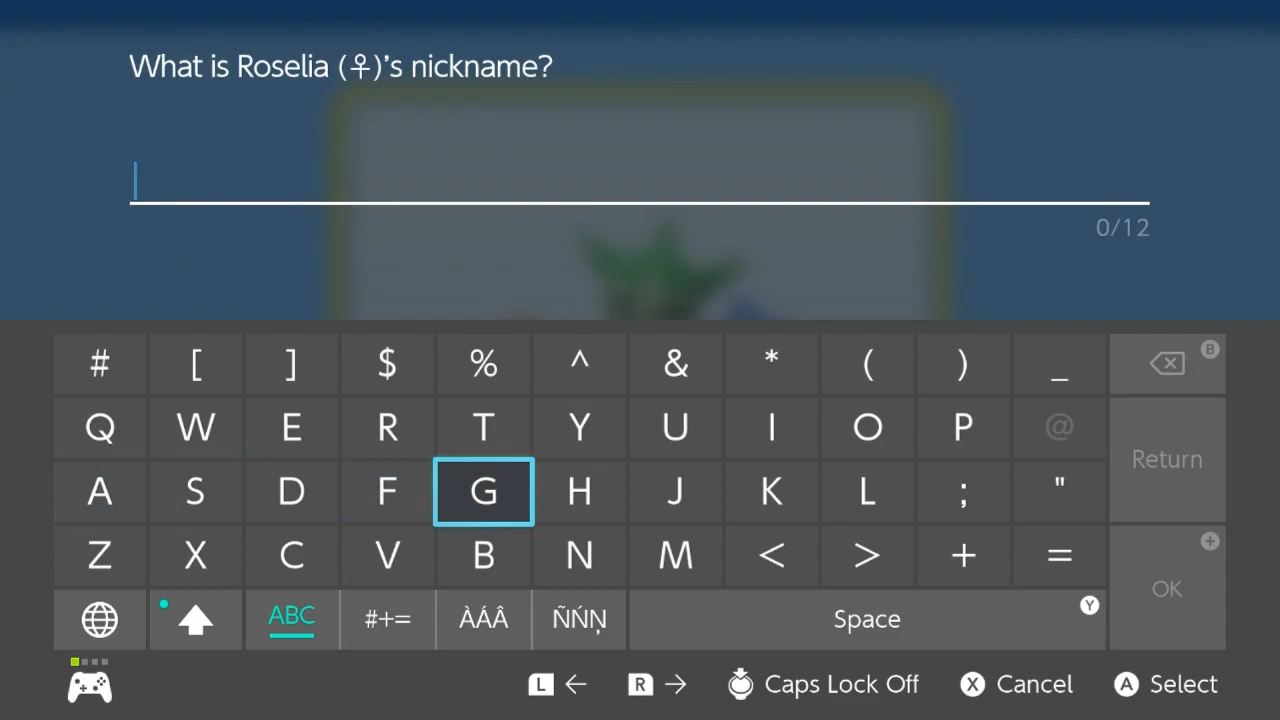 What is Roselia (♀)'s nickname?
0/12
# [ ] $ % ^ & * ( ) _ B
Q W E R T Y U I O P @ Return
A S D F G H J K L ; "
Z X C V B N M < > + = + OK
ABC #+= ÀÁÂ ÑŃŅ Space Y
L ← R → Caps Lock Off X Cancel A Select